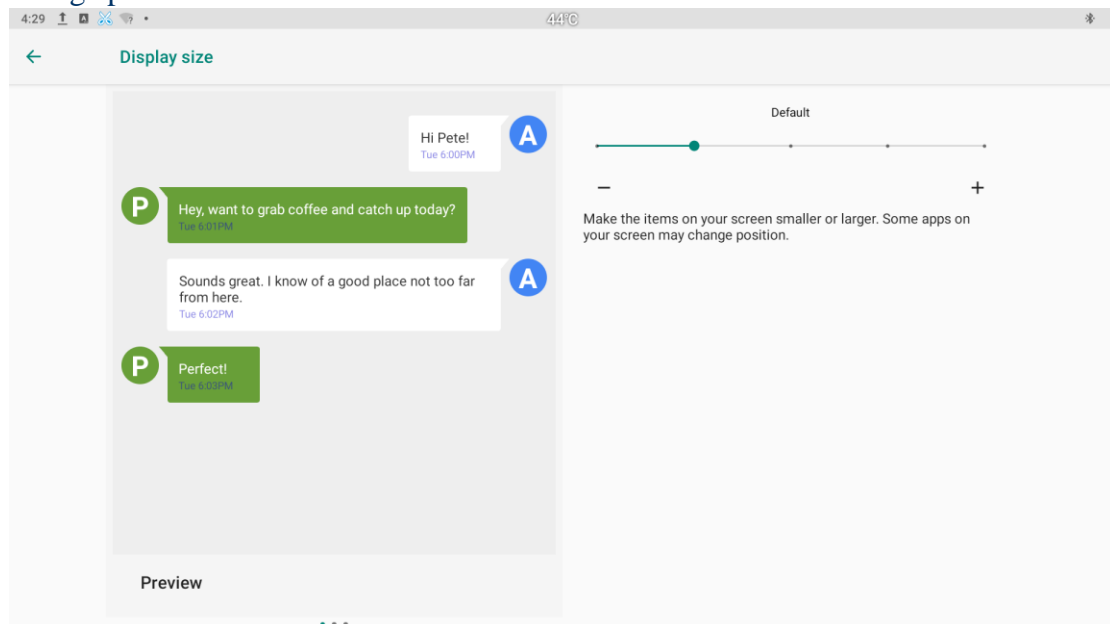 4:29
44°C
Display size
Hi Pete!
Tue 6:00PM
A
P
Hey, want to grab coffee and catch up today?
Tue 6:01PM
Sounds great. I know of a good place not too far
from here.
Tue 6:02PM
A
P
Perfect!
Tue 6:03PM
Preview
Default
Make the items on your screen smaller or larger. Some apps on
your screen may change position.